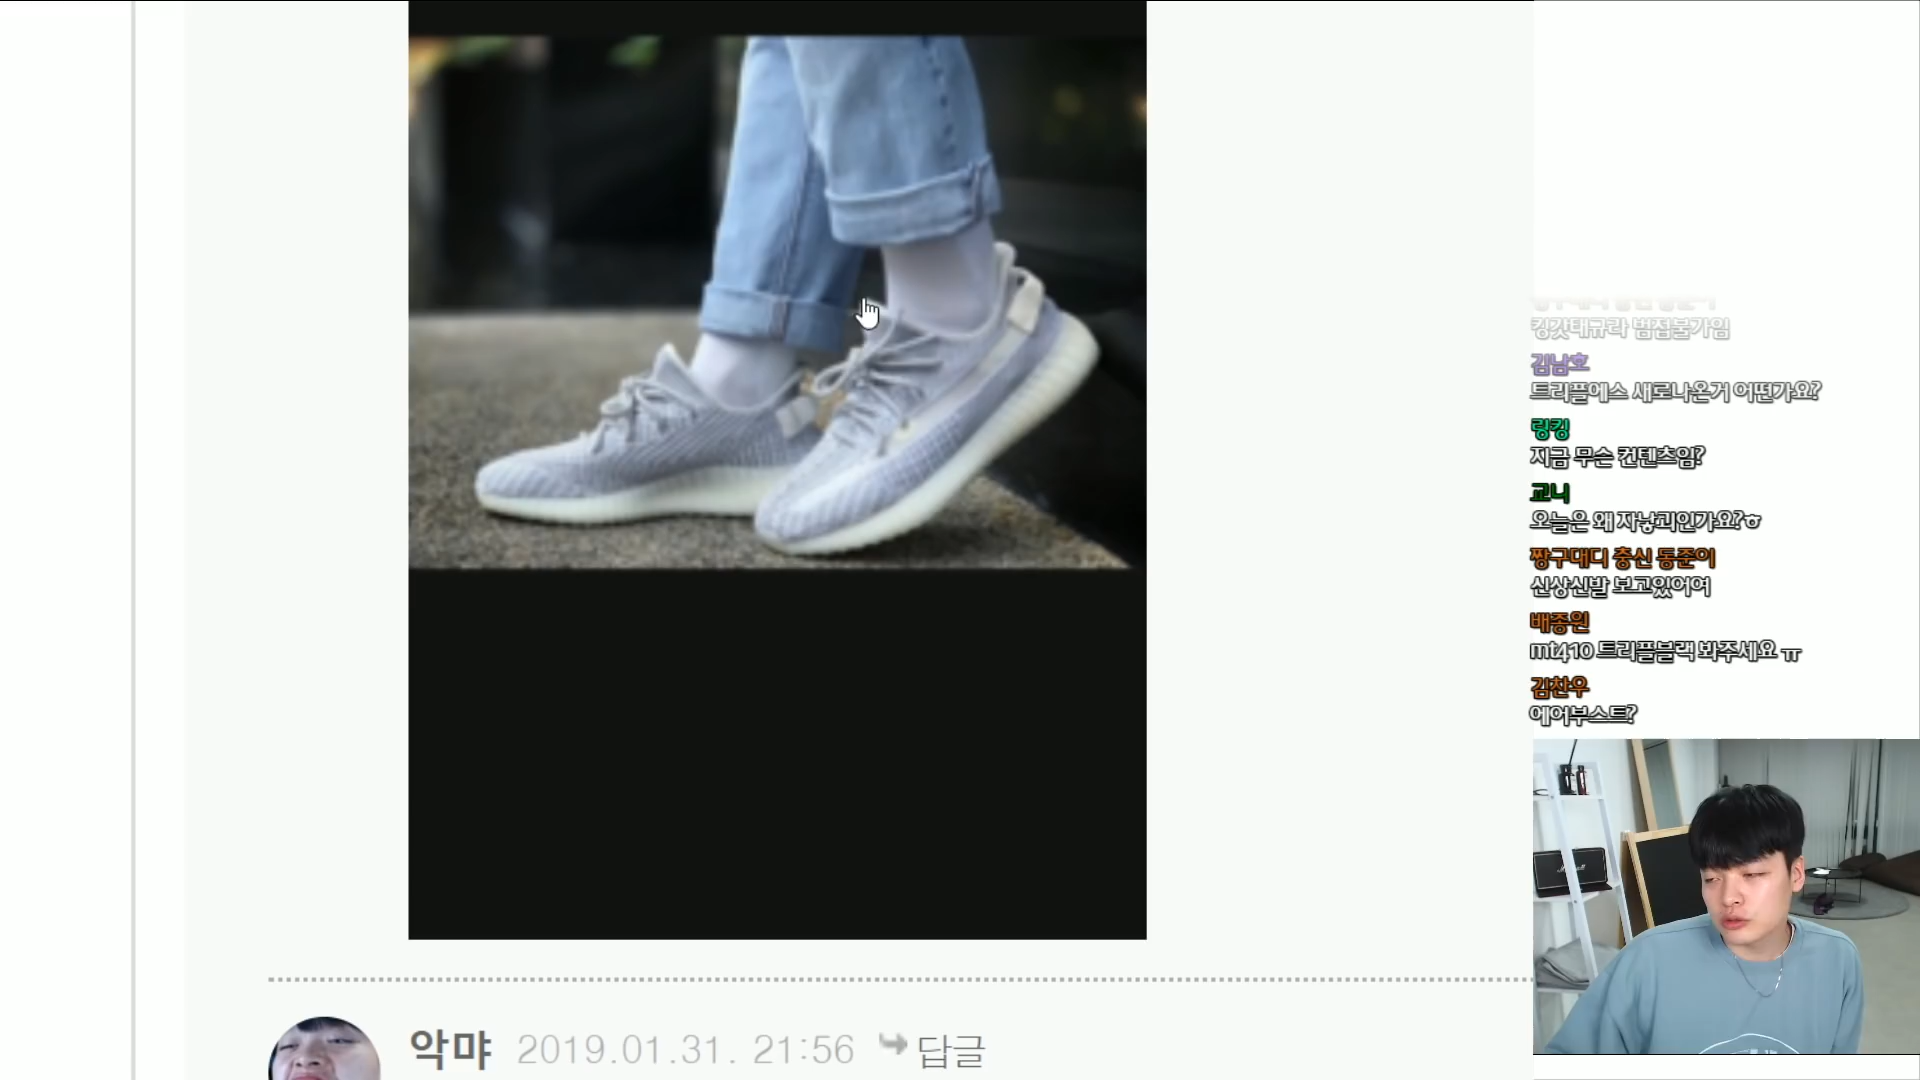 킹갓태규라 범접불가임
김남호
트리플에스 새로나온거 어떤가요?
링킹
지금 무슨 컨텐츠임?
교니
오늘은 왜 자낳괴인가요?ㅎ
짱구대디 충신 동준이
신상신발 보고있어여
배종원
mt410 트리플블랙 봐주세요 ㅠ
김찬우
에어부스트?
악먀 2019.01.31. 21:56 답글